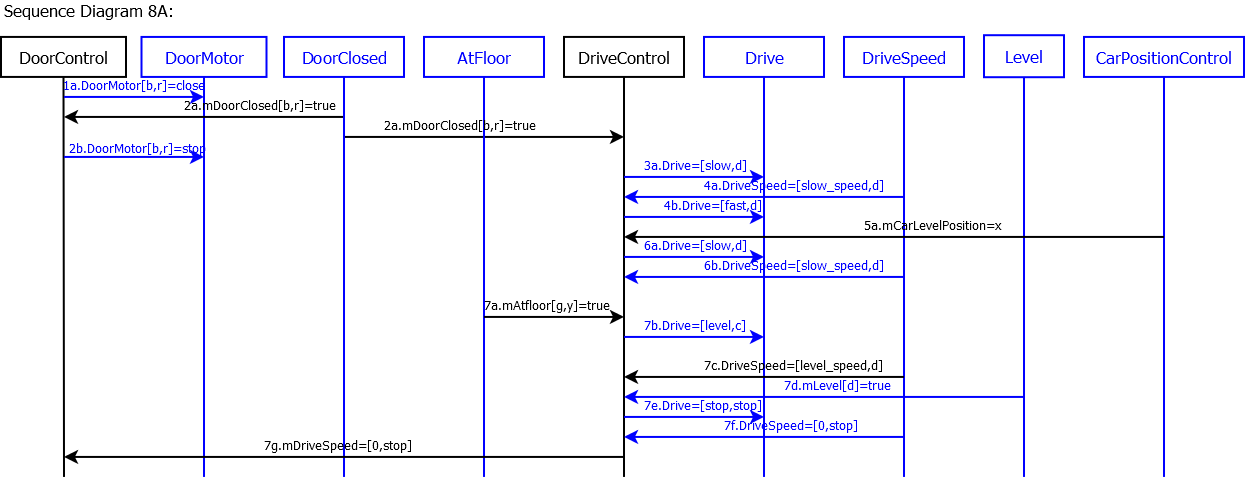 Sequence Diagram 8A:
DoorControl
DoorMotor
DoorClosed
AtFloor
DriveControl
Drive
DriveSpeed
Level
CarPositionControl
1a.DoorMotor[b,r]=close
2a.mDoorClosed[b,r]=true
2a.mDoorClosed[b,r]=true
2b.DoorMotor[b,r]=stop
3a.Drive=[slow,d]
4a.DriveSpeed=[slow_speed,d]
4b.Drive=[fast,d]
5a.mCarLevelPosition=x
6a.Drive=[slow,d]
6b.DriveSpeed=[slow_speed,d]
7a.mAtfloor[g,y]=true
7b.Drive=[level,c]
7c.DriveSpeed=[level_speed,d]
7d.mLevel[d]=true
7e.Drive=[stop,stop]
7f.DriveSpeed=[0,stop]
7g.mDriveSpeed=[0,stop]